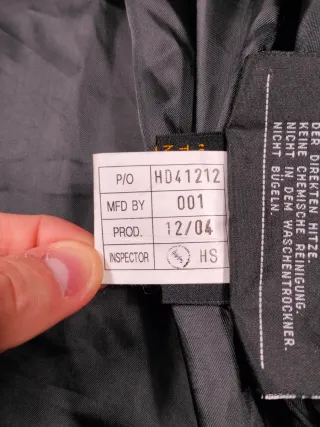 P/O HD41212
MFD BY 001
PROD. 12/04
INSPECTOR HS
DER DIREKTEN HITZE.
KEINE CHEMISCHE REINIGUNG.
NICHT IN DEN WASCHENTROCKNER.
NICHT BÜGELN.